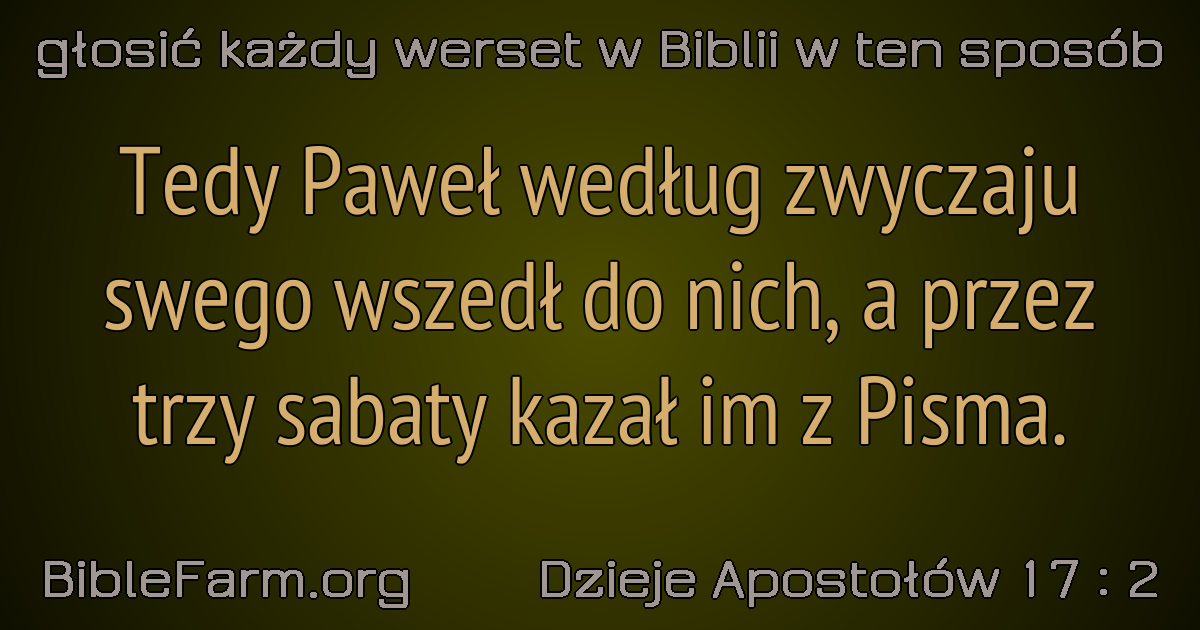 głosić każdy werset w Biblii w ten sposób
Tedy Paweł według zwyczaju
swego wszedł do nich, a przez
trzy sabaty kazał im z Pisma.
BibleFarm.org
Dzieje Apostołów 17 : 2